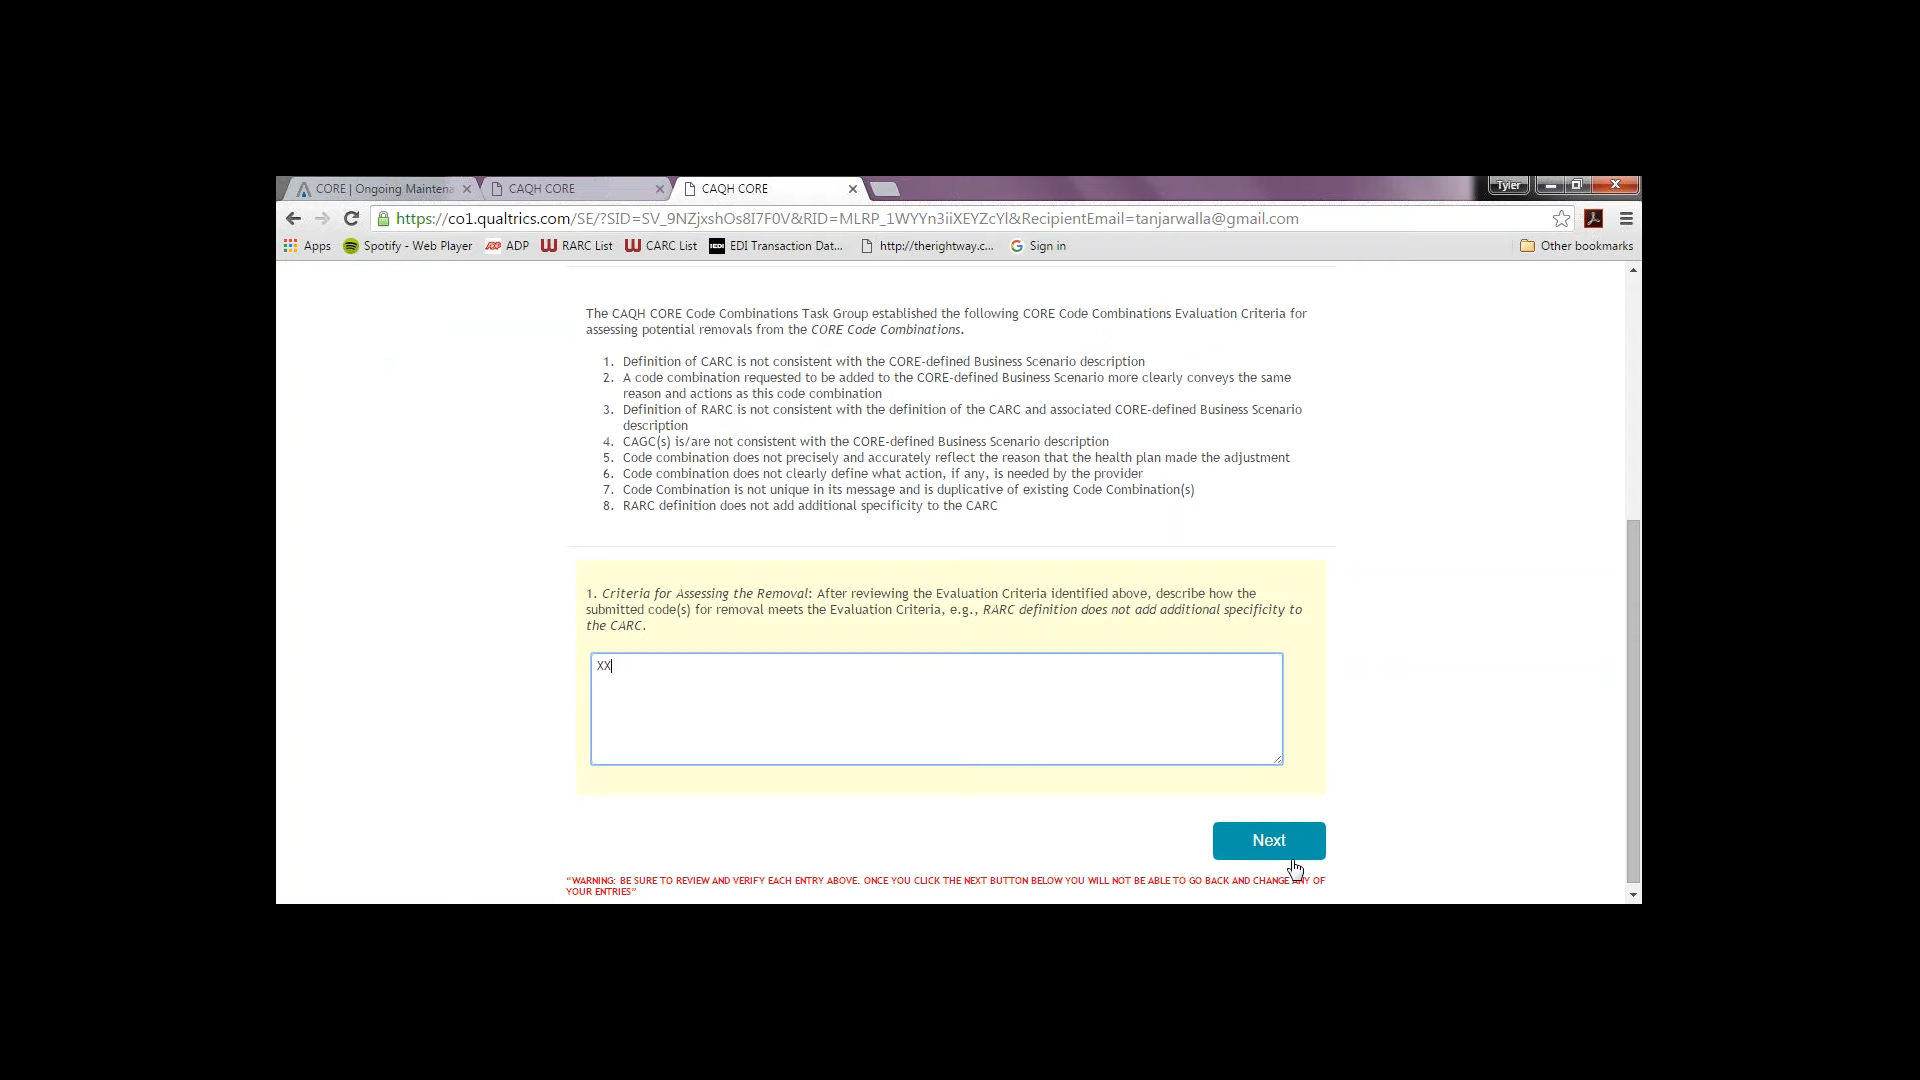 CORE | Ongoing Maintena
CAQH CORE
CAQH CORE
Tyler
https://co1.qualtrics.com/SE/?SID=SV_9NZjxshOs8I7F0V&RID=MLRP_1WYYn3iiXEYZcYl&RecipientEmail=tanjarwalla@gmail.com
Apps
Spotify - Web Player
ADP
RARC List
CARC List
EDI Transaction Dat...
http://therightway.c...
Sign in
Other bookmarks
The CAQH CORE Code Combinations Task Group established the following CORE Code Combinations Evaluation Criteria for
assessing potential removals from the CORE Code Combinations.
1. Definition of CARC is not consistent with the CORE-defined Business Scenario description
2. A code combination requested to be added to the CORE-defined Business Scenario more clearly conveys the same
reason and actions as this code combination
3. Definition of RARC is not consistent with the definition of the CARC and associated CORE-defined Business Scenario
description
4. CAGC(s) is/are not consistent with the CORE-defined Business Scenario description
5. Code combination does not precisely and accurately reflect the reason that the health plan made the adjustment
6. Code combination does not clearly define what action, if any, is needed by the provider
7. Code Combination is not unique in its message and is duplicative of existing Code Combination(s)
8. RARC definition does not add additional specificity to the CARC
1. Criteria for Assessing the Removal: After reviewing the Evaluation Criteria identified above, describe how the
submitted code(s) for removal meets the Evaluation Criteria, e.g., RARC definition does not add additional specificity to
the CARC.
XX
Next
“WARNING: BE SURE TO REVIEW AND VERIFY EACH ENTRY ABOVE. ONCE YOU CLICK THE NEXT BUTTON BELOW YOU WILL NOT BE ABLE TO GO BACK AND CHANGE ANY OF
YOUR ENTRIES”